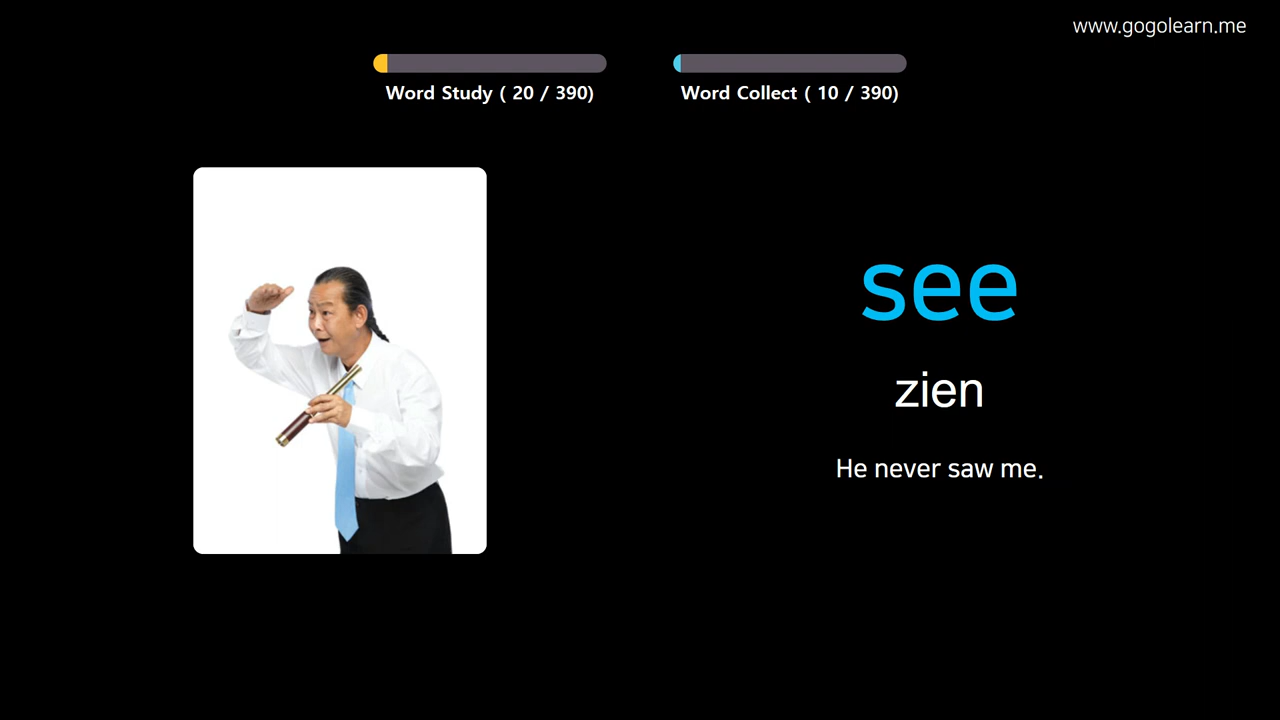 www.gogolearn.me
Word Study ( 20 / 390)
Word Collect ( 10 / 390)
see
zien
He never saw me.